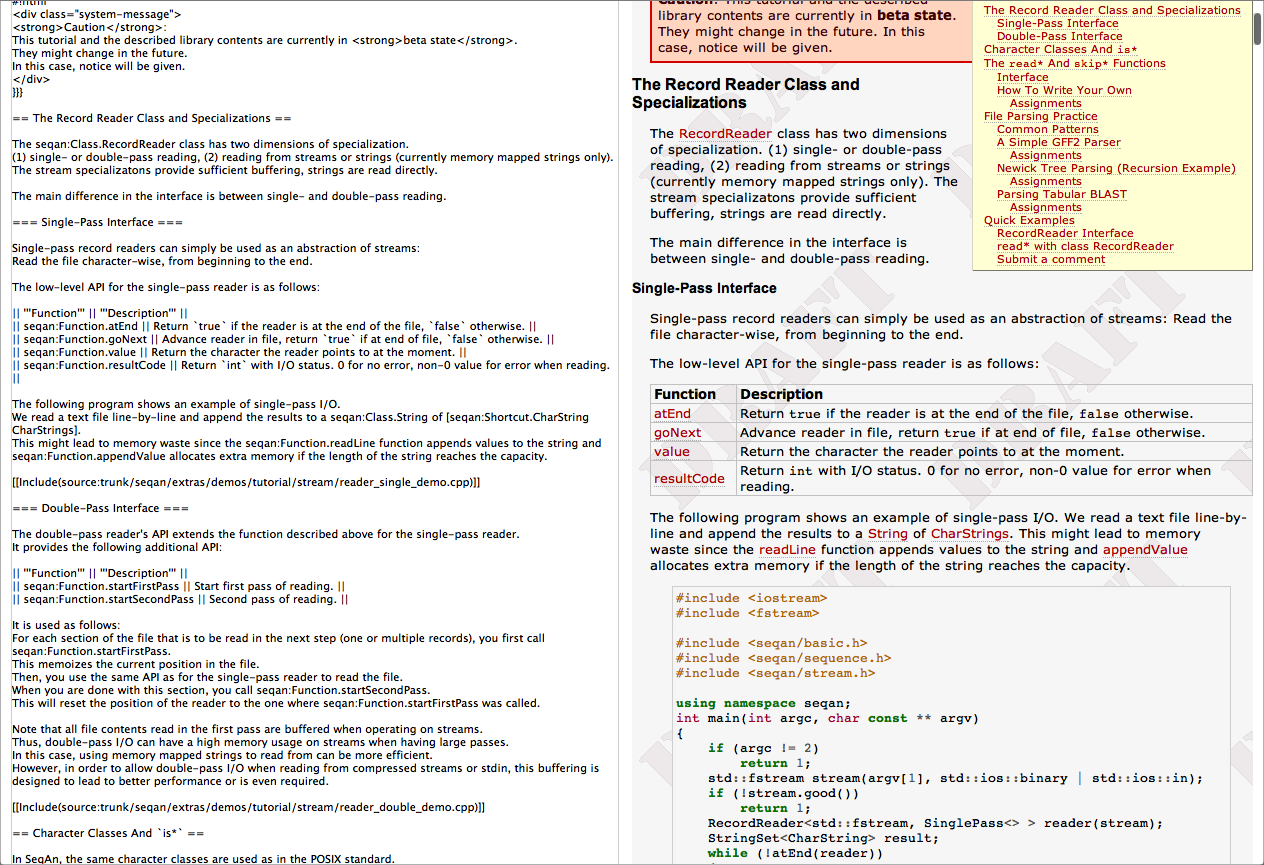 #!html
<div class="system-message">
<strong>Caution</strong>:
This tutorial and the described library contents are currently in <strong>beta state</strong>.
They might change in the future.
In this case, notice will be given.
</div>
}}}
== The Record Reader Class and Specializations ==
The seqan:Class.RecordReader class has two dimensions of specialization.
(1) single- or double-pass reading, (2) reading from streams or strings (currently memory mapped strings only).
The stream specializatons provide sufficient buffering, strings are read directly.
The main difference in the interface is between single- and double-pass reading.
=== Single-Pass Interface ===
Single-pass record readers can simply be used as an abstraction of streams:
Read the file character-wise, from beginning to the end.
The low-level API for the single-pass reader is as follows:
|| '''Function''' || '''Description''' ||
|| seqan:Function.atEnd || Return `true` if the reader is at the end of the file, `false` otherwise. ||
|| seqan:Function.goNext || Advance reader in file, return `true` if at end of file, `false` otherwise. ||
|| seqan:Function.value || Return the character the reader points to at the moment. ||
|| seqan:Function.resultCode || Return `int` with I/O status. 0 for no error, non-0 value for error when reading.
||
The following program shows an example of single-pass I/O.
We read a text file line-by-line and append the results to a seqan:Class.String of [seqan:Shortcut.CharString
CharStrings].
This might lead to memory waste since the seqan:Function.readLine function appends values to the string and
seqan:Function.appendValue allocates extra memory if the length of the string reaches the capacity.
[[Include(source:trunk/seqan/extras/demos/tutorial/stream/reader_single_demo.cpp)]]
=== Double-Pass Interface ===
The double-pass reader's API extends the function described above for the single-pass reader.
It provides the following additional API:
|| '''Function''' || '''Description''' ||
|| seqan:Function.startFirstPass || Start first pass of reading. ||
|| seqan:Function.startSecondPass || Second pass of reading. ||
It is used as follows:
For each section of the file that is to be read in the next step (one or multiple records), you first call
seqan:Function.startFirstPass.
This memoizes the current position in the file.
Then, you use the same API as for the single-pass reader to read the file.
When you are done with this section, you call seqan:Function.startSecondPass.
This will reset the position of the reader to the one where seqan:Function.startFirstPass was called.
Note that all file contents read in the first pass are buffered when operating on streams.
Thus, double-pass I/O can have a high memory usage on streams when having large passes.
In this case, using memory mapped strings to read from can be more efficient.
However, in order to allow double-pass I/O when reading from compressed streams or stdin, this buffering is
designed to lead to better performance or is even required.
[[Include(source:trunk/seqan/extras/demos/tutorial/stream/reader_double_demo.cpp)]]
== Character Classes And `is*` ==
In SeqAn, the same character classes are used as in the POSIX standard.
Caution: This tutorial and the described
library contents are currently in beta state.
They might change in the future. In this
case, notice will be given.
The Record Reader Class and Specializations
Single-Pass Interface
Double-Pass Interface
Character Classes And is*
The read* And skip* Functions
Interface
How To Write Your Own
Assignments
File Parsing Practice
Common Patterns
A Simple GFF2 Parser
Assignments
Newick Tree Parsing (Recursion Example)
Assignments
Parsing Tabular BLAST
Assignments
Quick Examples
RecordReader Interface
read* with class RecordReader
Submit a comment
The Record Reader Class and
Specializations
The RecordReader class has two dimensions
of specialization. (1) single- or double-pass
reading, (2) reading from streams or strings
(currently memory mapped strings only). The
stream specializatons provide sufficient
buffering, strings are read directly.
The main difference in the interface is
between single- and double-pass reading.
Single-Pass Interface
Single-pass record readers can simply be used as an abstraction of streams: Read the
file character-wise, from beginning to the end.
The low-level API for the single-pass reader is as follows:
Function Description
atEnd Return true if the reader is at the end of the file, false otherwise.
goNext Advance reader in file, return true if at end of file, false otherwise.
value Return the character the reader points to at the moment.
resultCode Return int with I/O status. 0 for no error, non-0 value for error when
reading.
The following program shows an example of single-pass I/O. We read a text file line-by-
line and append the results to a String of CharStrings. This might lead to memory
waste since the readLine function appends values to the string and appendValue
allocates extra memory if the length of the string reaches the capacity.
#include <iostream>
#include <fstream>
#include <seqan/basic.h>
#include <seqan/sequence.h>
#include <seqan/stream.h>
using namespace seqan;
int main(int argc, char const ** argv)
{
if (argc != 2)
return 1;
std::fstream stream(argv[1], std::ios::binary | std::ios::in);
if (!stream.good())
return 1;
RecordReader<std::fstream, SinglePass<> > reader(stream);
StringSet<CharString> result;
while (!atEnd(reader))
DRAFT